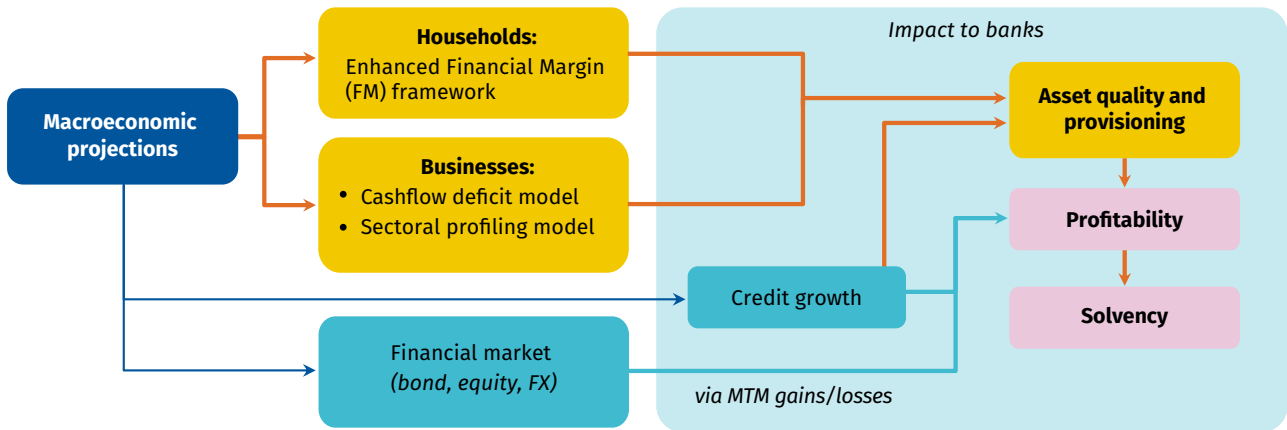 Households:
Enhanced Financial Margin
(FM) framework
Impact to banks
Macroeconomic
projections
Asset quality and
provisioning
Businesses:
• Cashflow deficit model
• Sectoral profiling model
Profitability
Credit growth
Solvency
Financial market
(bond, equity, FX)
via MTM gains/losses